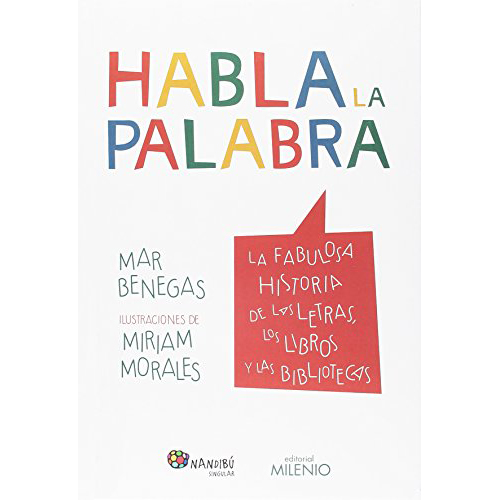 HABLA LA
PALABRA
MAR
BENEGAS
ILUSTRACIONES DE
MIRIAM
MORALES
LA FABULOSA
HISTORIA
DE LAS LETRAS,
LOS LIBROS
Y LAS BIBLIOTECAS
NANDIBÚ
SINGULAR
editorial
MILENIO